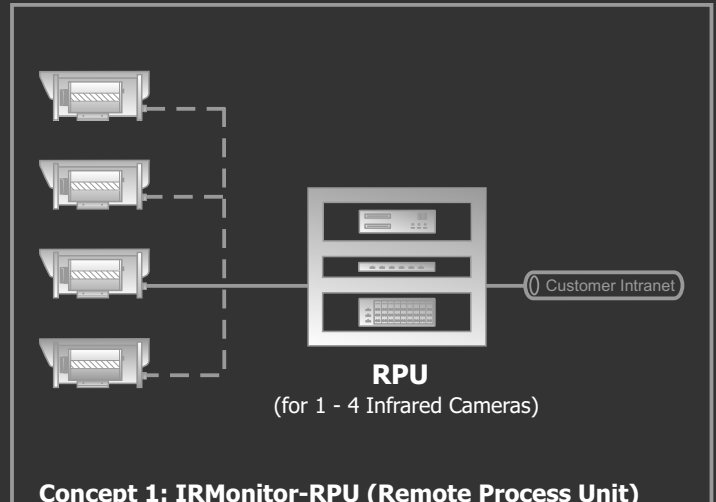 Customer Intranet
RPU
(for 1 - 4 Infrared Cameras)
Concept 1: IRMonitor-RPU (Remote Process Unit)